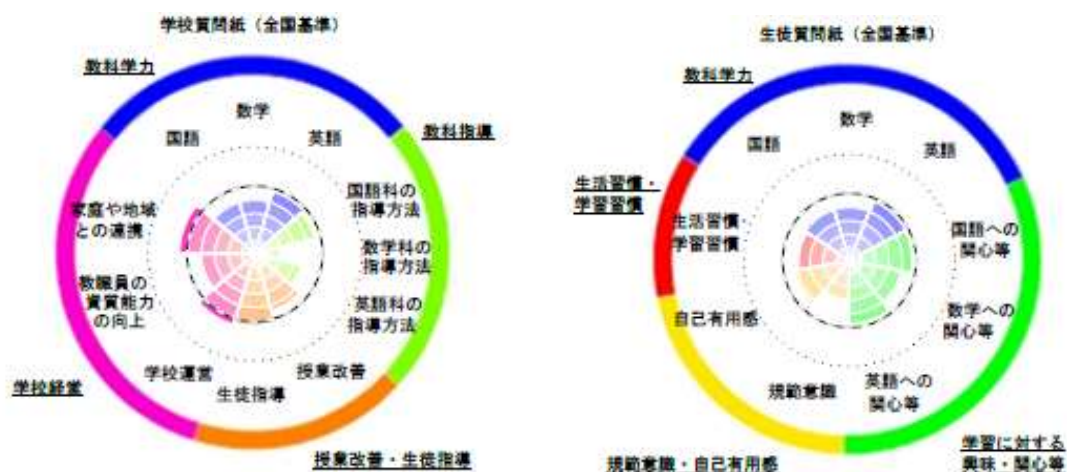 学校質問紙（全国基準）
教科学力
数学
国語
英語
教科指導
国語科の
指導方法
家庭や地域
との連携
数学科の
指導方法
教職員の
資質能力
の向上
英語科の
指導方法
学校運営
生徒指導
授業改善
学校経営
授業改善・生徒指導
生徒質問紙（全国基準）
教科学力
数学
国語
英語
生活習慣・
学習習慣
生活習慣・
学習習慣
国語への
関心等
自己有用感
数学への
関心等
規範意識
英語への
関心等
規範意識・自己有用感
学習に対する
興味・関心等